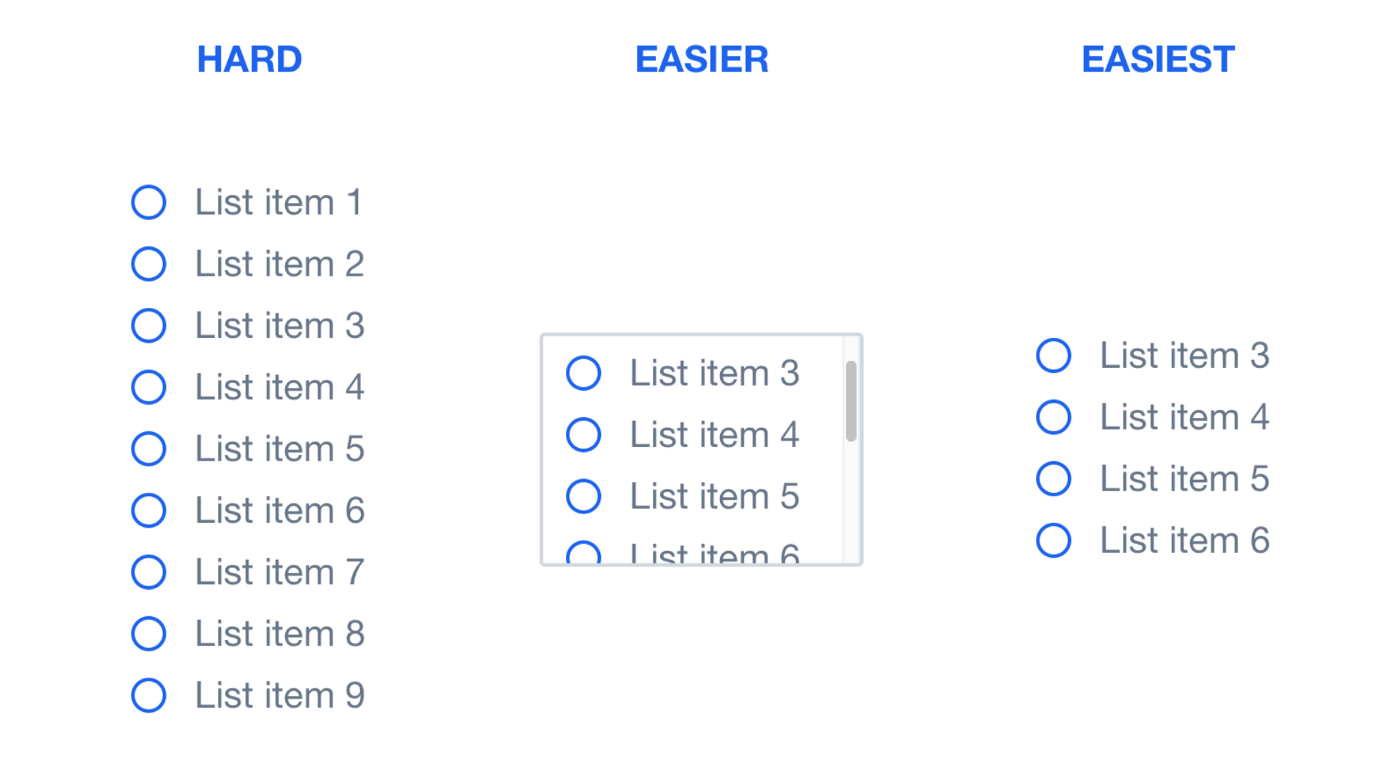 HARD
List item 1
List item 2
List item 3
List item 4
List item 5
List item 6
List item 7
List item 8
List item 9
EASIER
List item 3
List item 4
List item 5
List item 6
EASIEST
List item 3
List item 4
List item 5
List item 6